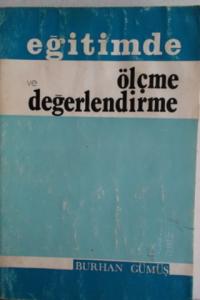 eğitimde
ve ölçme
değerlendirme
BURHAN GÜMÜŞ